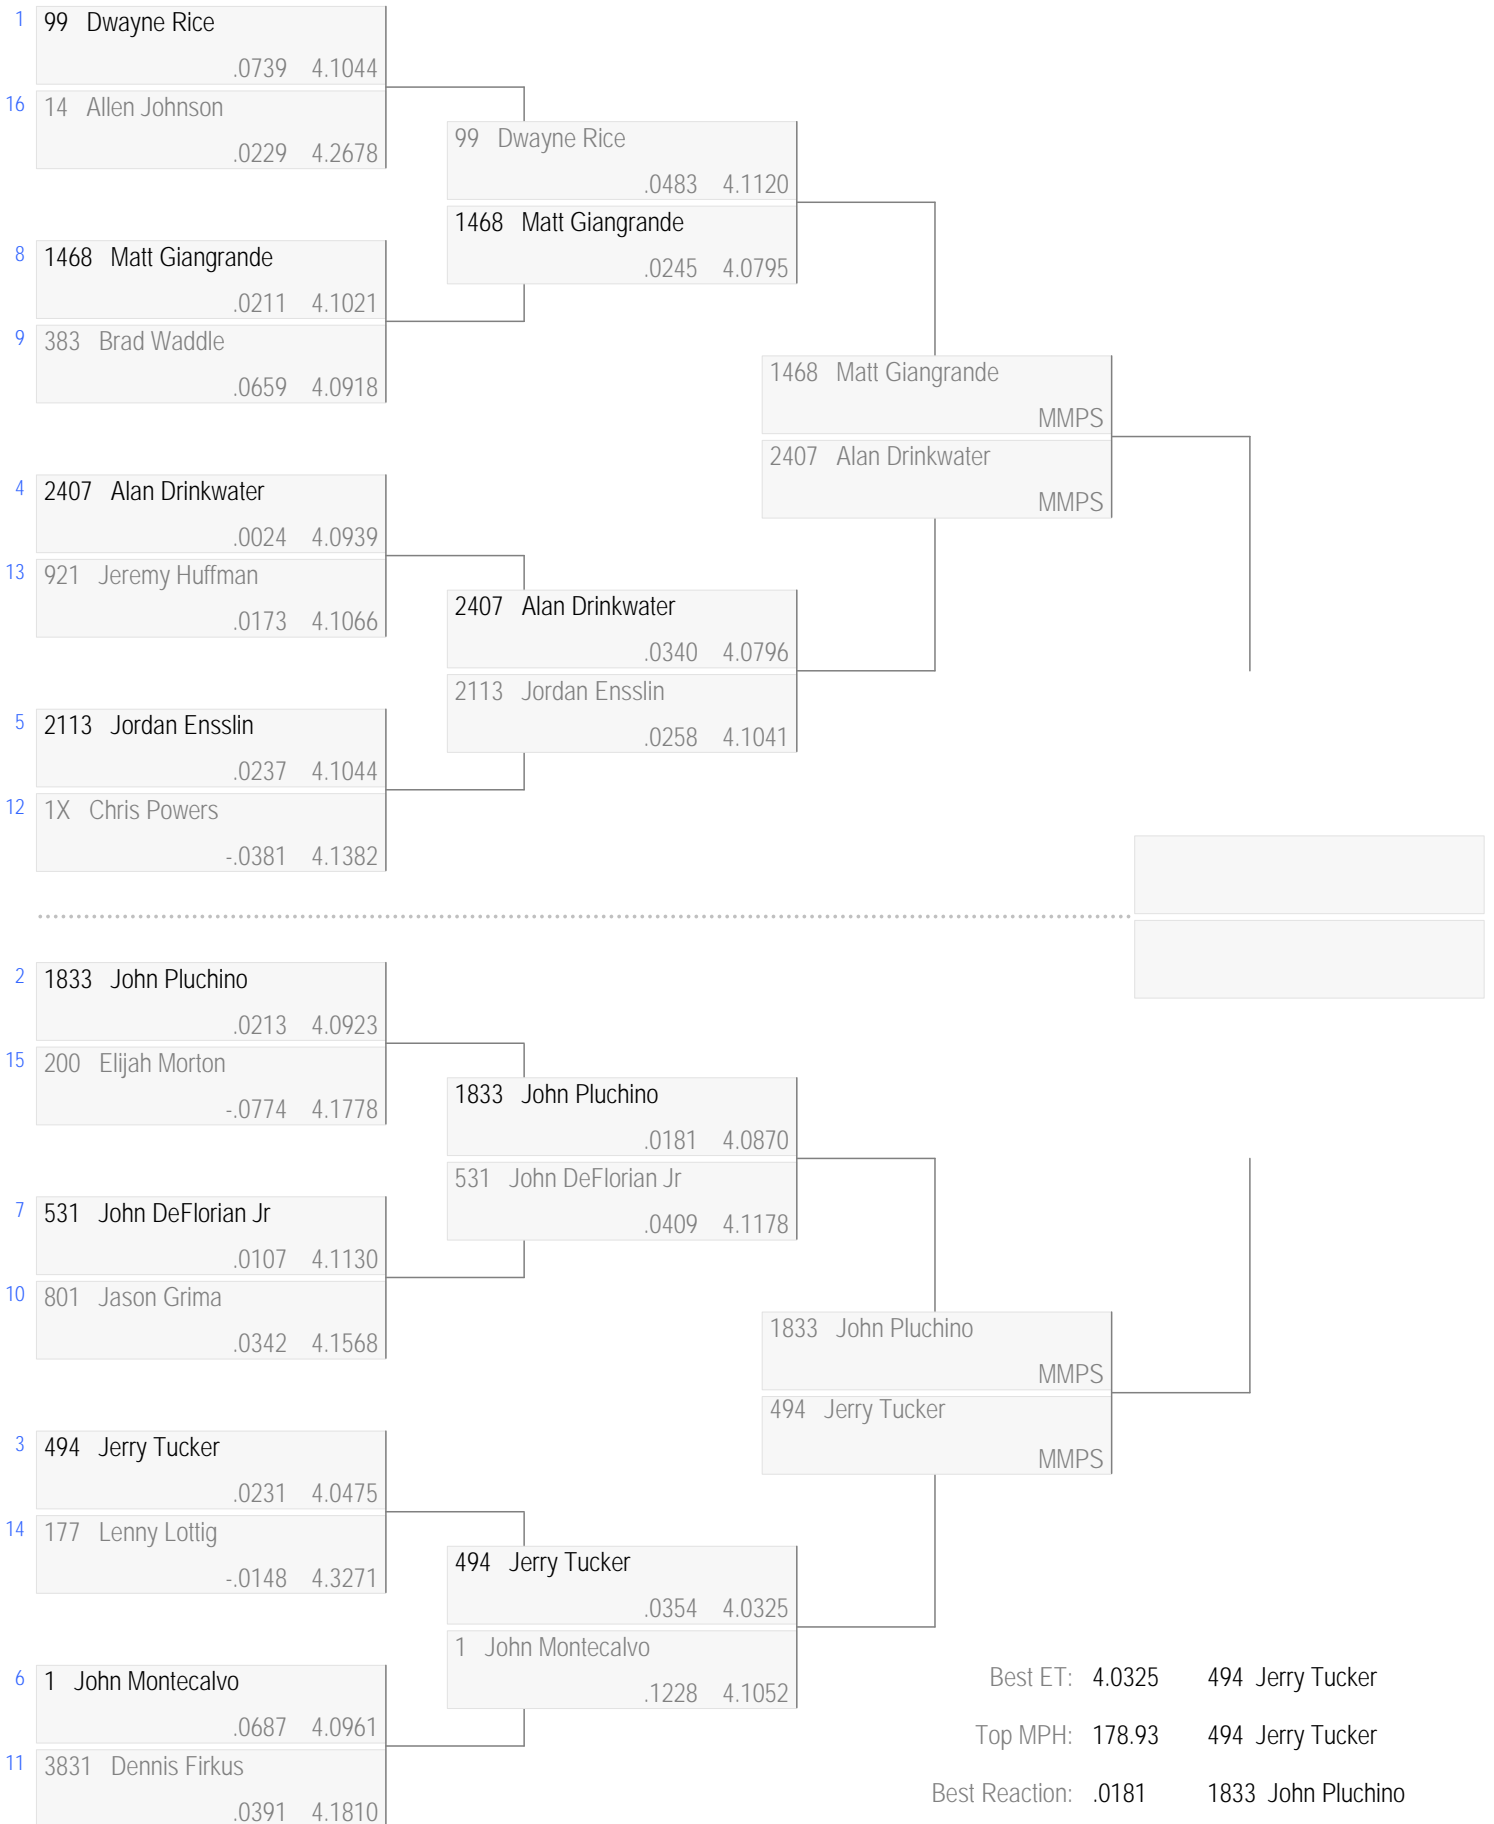 1 99 Dwayne Rice
.0739 4.1044
16 14 Allen Johnson
.0229 4.2678
99 Dwayne Rice
.0483 4.1120
1468 Matt Giangrande
.0245 4.0795
8 1468 Matt Giangrande
.0211 4.1021
9 383 Brad Waddle
.0659 4.0918
1468 Matt Giangrande
MMPS
2407 Alan Drinkwater
MMPS
4 2407 Alan Drinkwater
.0024 4.0939
13 921 Jeremy Huffman
.0173 4.1066
2407 Alan Drinkwater
.0340 4.0796
2113 Jordan Ensslin
.0258 4.1041
5 2113 Jordan Ensslin
.0237 4.1044
12 1X Chris Powers
-.0381 4.1382
2 1833 John Pluchino
.0213 4.0923
15 200 Elijah Morton
-.0774 4.1778
1833 John Pluchino
.0181 4.0870
531 John DeFlorian Jr
.0409 4.1178
7 531 John DeFlorian Jr
.0107 4.1130
10 801 Jason Grima
.0342 4.1568
1833 John Pluchino
MMPS
494 Jerry Tucker
MMPS
3 494 Jerry Tucker
.0231 4.0475
14 177 Lenny Lottig
-.0148 4.3271
494 Jerry Tucker
.0354 4.0325
1 John Montecalvo
.1228 4.1052
6 1 John Montecalvo
.0687 4.0961
11 3831 Dennis Firkus
.0391 4.1810
Best ET: 4.0325 494 Jerry Tucker
Top MPH: 178.93 494 Jerry Tucker
Best Reaction: .0181 1833 John Pluchino